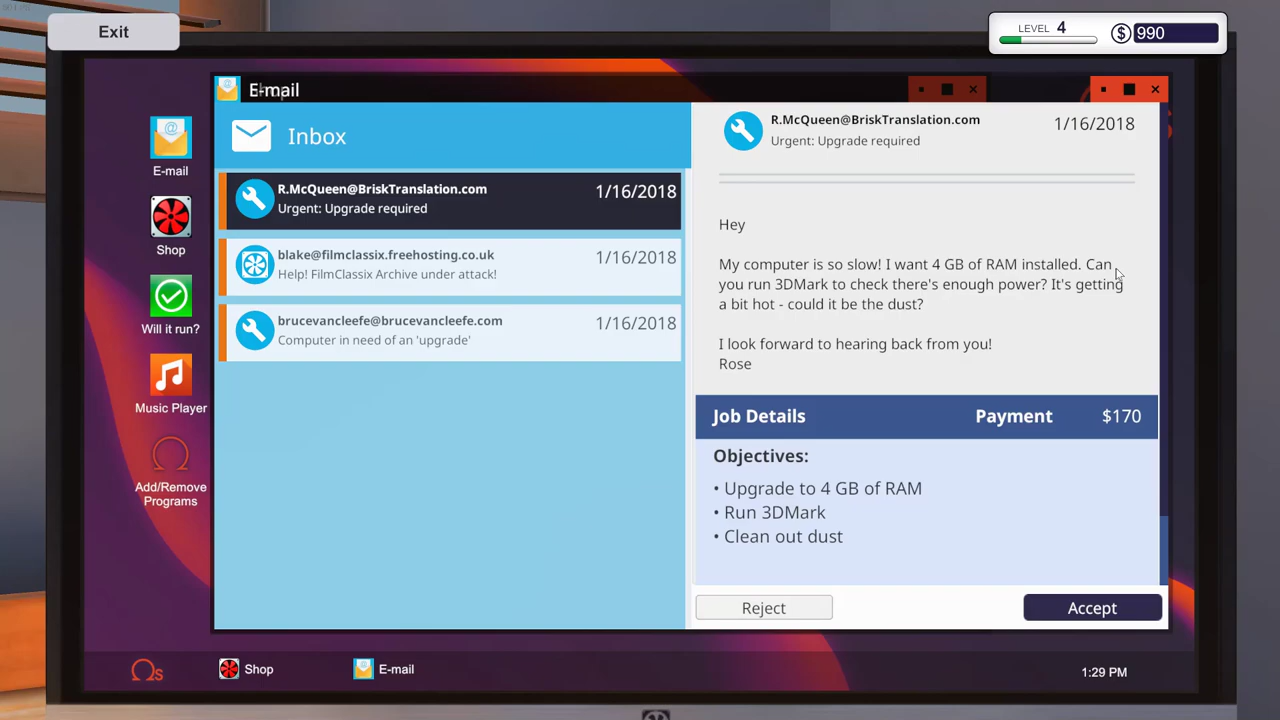 Exit
LEVEL 4
$ 990
E-mail
Inbox
R.McQueen@BriskTranslation.com
1/16/2018
Urgent: Upgrade required
blake@filmclassix.freehosting.co.uk
1/16/2018
Help! FilmClassix Archive under attack!
brucevancleefe@brucevancleefe.com
1/16/2018
Computer in need of an 'upgrade'
R.McQueen@BriskTranslation.com
1/16/2018
Urgent: Upgrade required
Hey
My computer is so slow! I want 4 GB of RAM installed. Can
you run 3DMark to check there's enough power? It's getting
a bit hot - could it be the dust?
I look forward to hearing back from you!
Rose
Job Details Payment $170
Objectives:
• Upgrade to 4 GB of RAM
• Run 3DMark
• Clean out dust
Reject
Accept
E-mail
Shop
Will it run?
Music Player
Add/Remove
Programs
Ωs
Shop
E-mail
1:29 PM